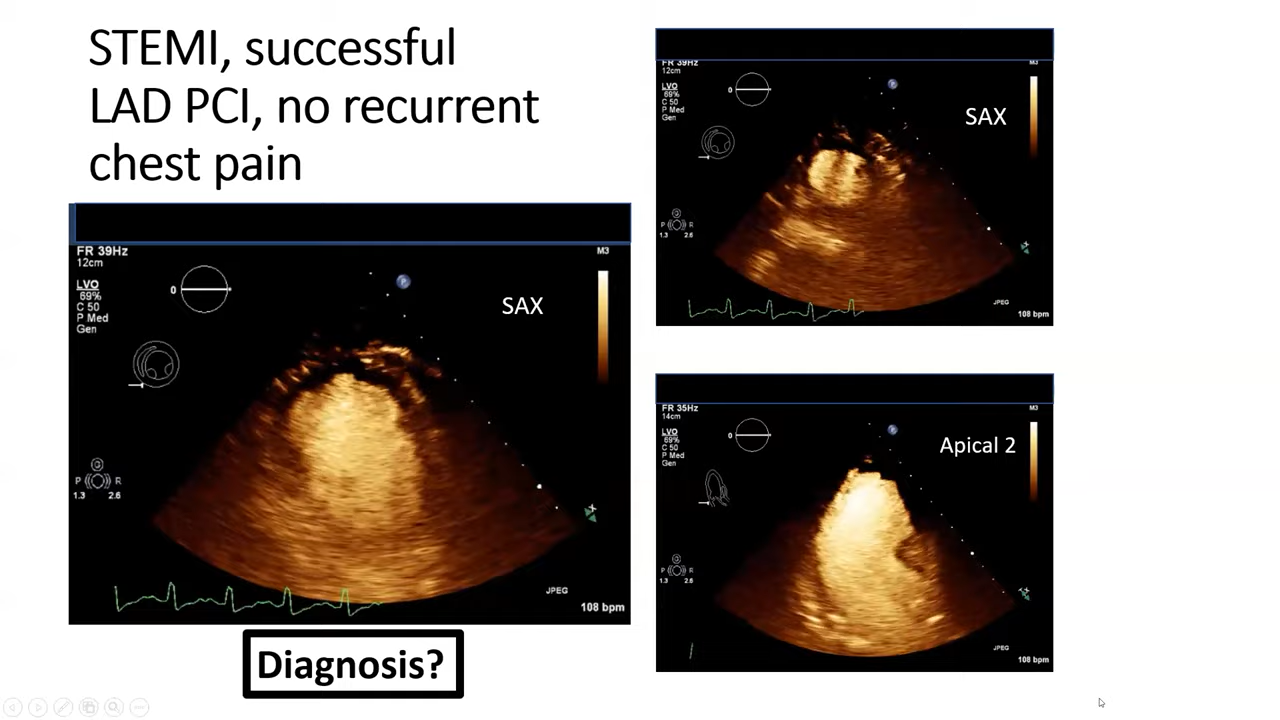 STEMI, successful
LAD PCI, no recurrent
chest pain
FR 39Hz
12cm
M3
LVO
69%
C 50
P Med
Gen
0
SAX
P
G
P R
1.3 2.6
JPEG
108 bpm
Diagnosis?
FR 39Hz
12cm
M3
LVO
69%
C 50
P Med
Gen
0
SAX
G
P R
1.3 2.6
JPEG
108 bpm
FR 35Hz
14cm
M3
LVO
69%
C 50
P Med
Gen
0
Apical 2
G
P R
1.3 2.6
JPEG
108 bpm